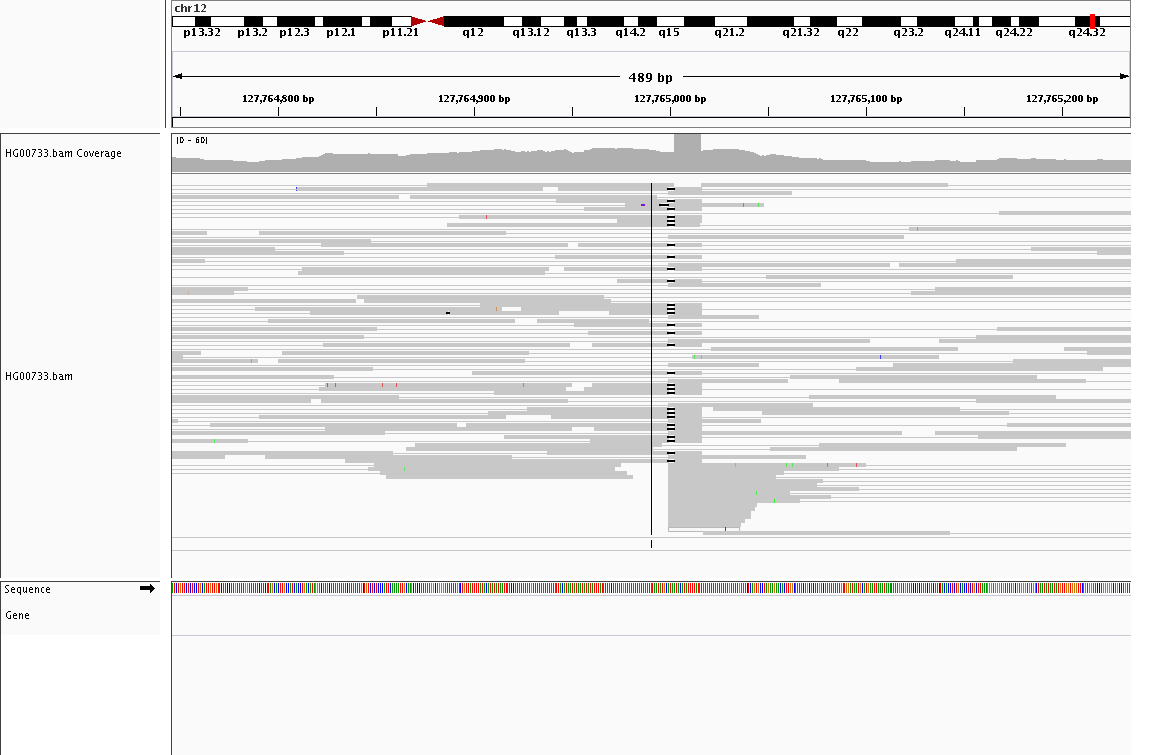 chr12
p13.32 p13.2 p12.3 p12.1 p11.21 q12 q13.12 q13.3 q14.2 q15 q21.2 q21.32 q22 q23.2 q24.11 q24.22 q24.32
489 bp
127,764,800 bp 127,764,900 bp 127,765,000 bp 127,765,100 bp 127,765,200 bp
[0 - 60]
HG00733.bam Coverage
HG00733.bam
Sequence
Gene